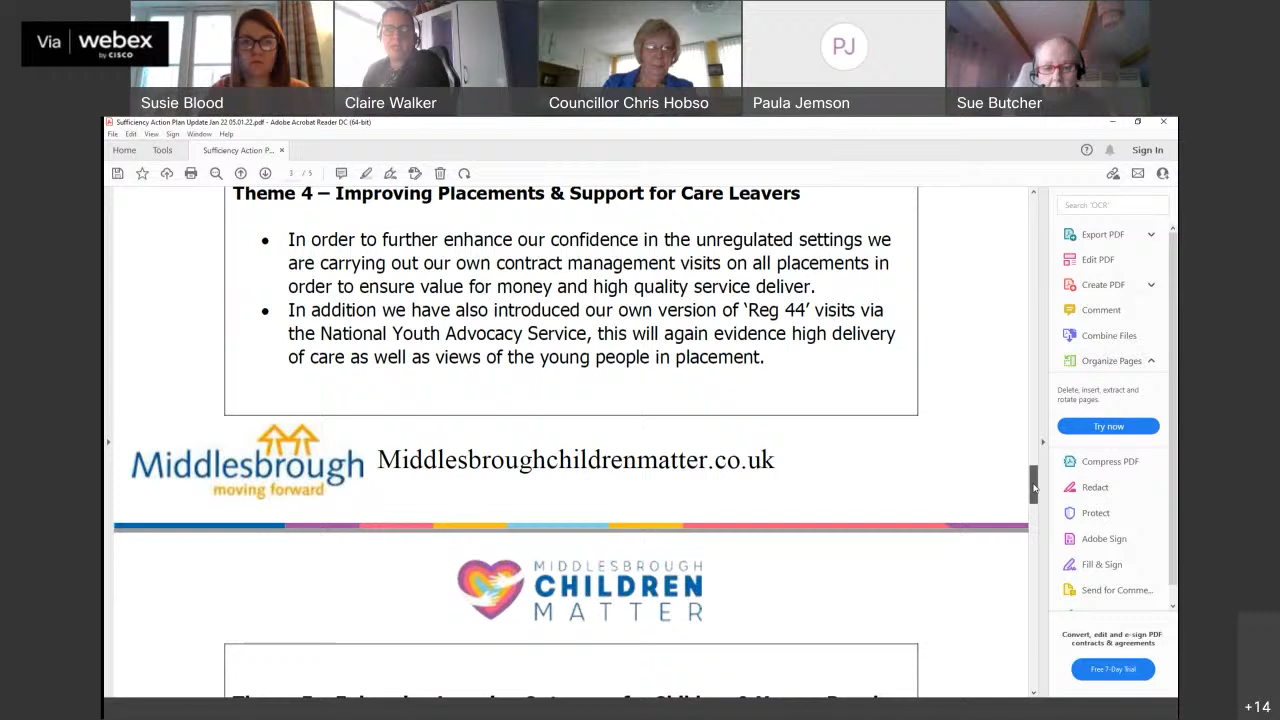 Via webex
by CISCO
PJ
Susie Blood
Claire Walker
Councillor Chris Hobso
Paula Jemson
Sue Butcher
Sufficiency Action Plan Update Jan 22 05.01.22.pdf - Adobe Acrobat Reader DC (64-bit)
File Edit View Sign Window Help
Home Tools Sufficiency Action P... × Sign In
3 / 5
Theme 4 – Improving Placements & Support for Care Leavers
• In order to further enhance our confidence in the unregulated settings we
are carrying out our own contract management visits on all placements in
order to ensure value for money and high quality service deliver.
• In addition we have also introduced our own version of ‘Reg 44’ visits via
the National Youth Advocacy Service, this will again evidence high delivery
of care as well as views of the young people in placement.
Middlesbrough
moving forward
Middlesbroughchildrenmatter.co.uk
MIDDLESBROUGH
CHILDREN
MATTER
Search 'OCR'
Export PDF
Edit PDF
Create PDF
Comment
Combine Files
Organize Pages
Delete, insert, extract and
rotate pages.
Try now
Compress PDF
Redact
Protect
Adobe Sign
Fill & Sign
Send for Comme...
Convert, edit and e-sign PDF
contracts & agreements
Free 7-Day Trial
+14